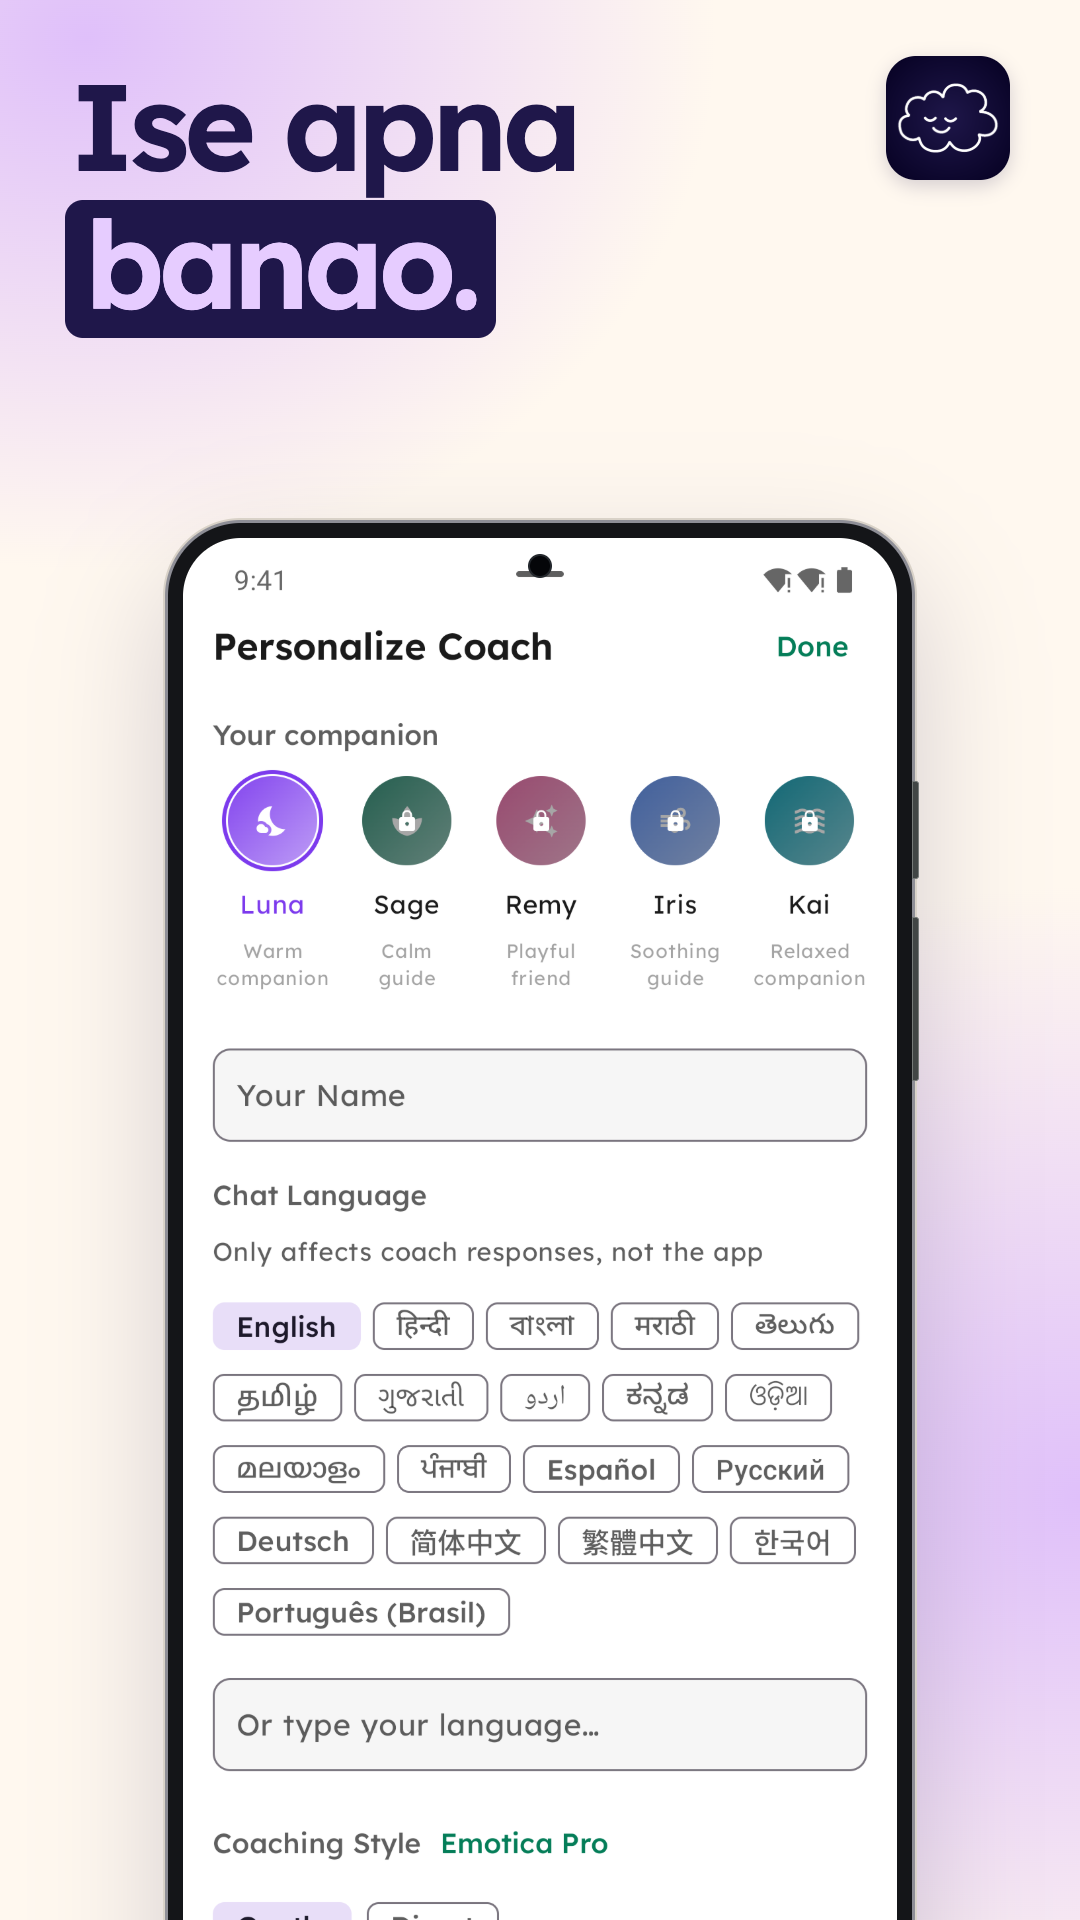 Ise apna
banao.
9:41
Personalize Coach
Done
Your companion
Luna Sage Remy Iris Kai
Warm companion Calm guide Playful friend Soothing guide Relaxed companion
Your Name
Chat Language
Only affects coach responses, not the app
English हिन्दी বাংলা मराठी తెలుగు
தமிழ் ગુજરાતી اردو ಕನ್ನಡ ଓଡ଼ିଆ
മലയാളം ਪੰਜਾਬੀ Español Русский
Deutsch 简体中文 繁體中文 한국어
Português (Brasil)
Or type your language…
Coaching Style Emotica Pro